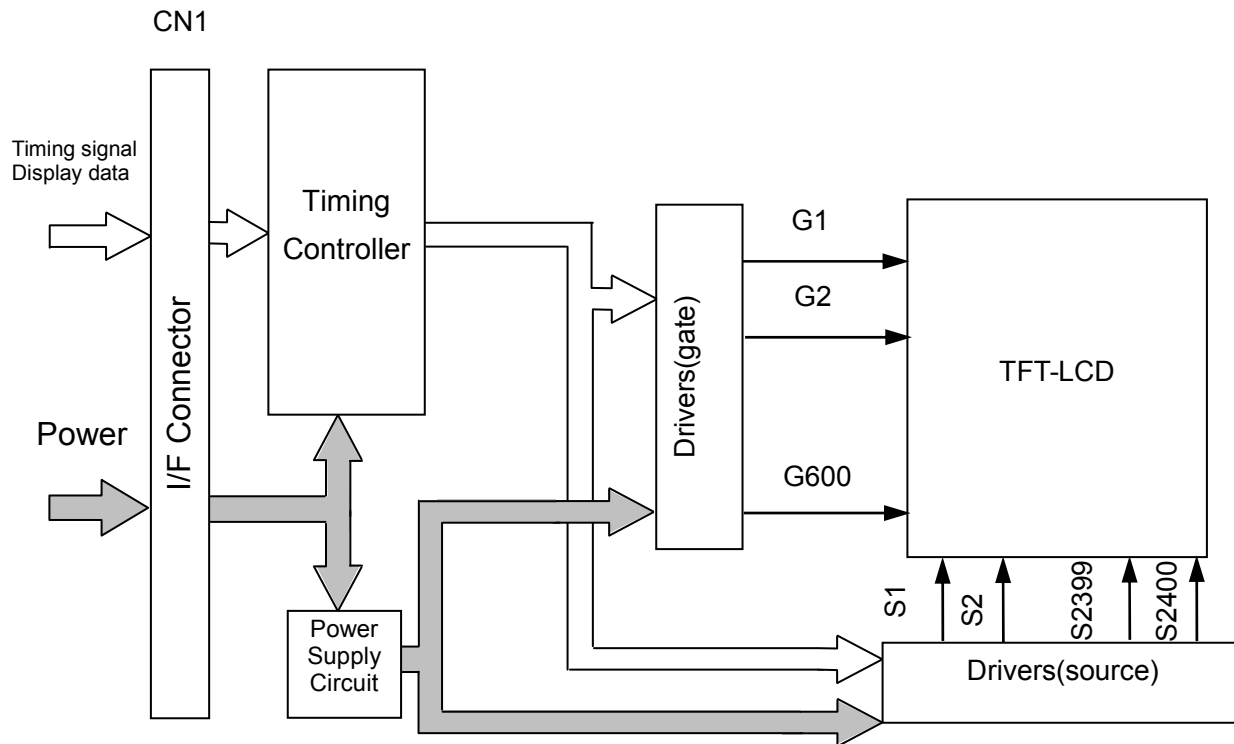 CN1
Timing signal
Display data
Power
I/F Connector
Timing
Controller
Power
Supply
Circuit
Drivers(gate)
G1
G2
G600
TFT-LCD
S1
S2
S2399
S2400
Drivers(source)